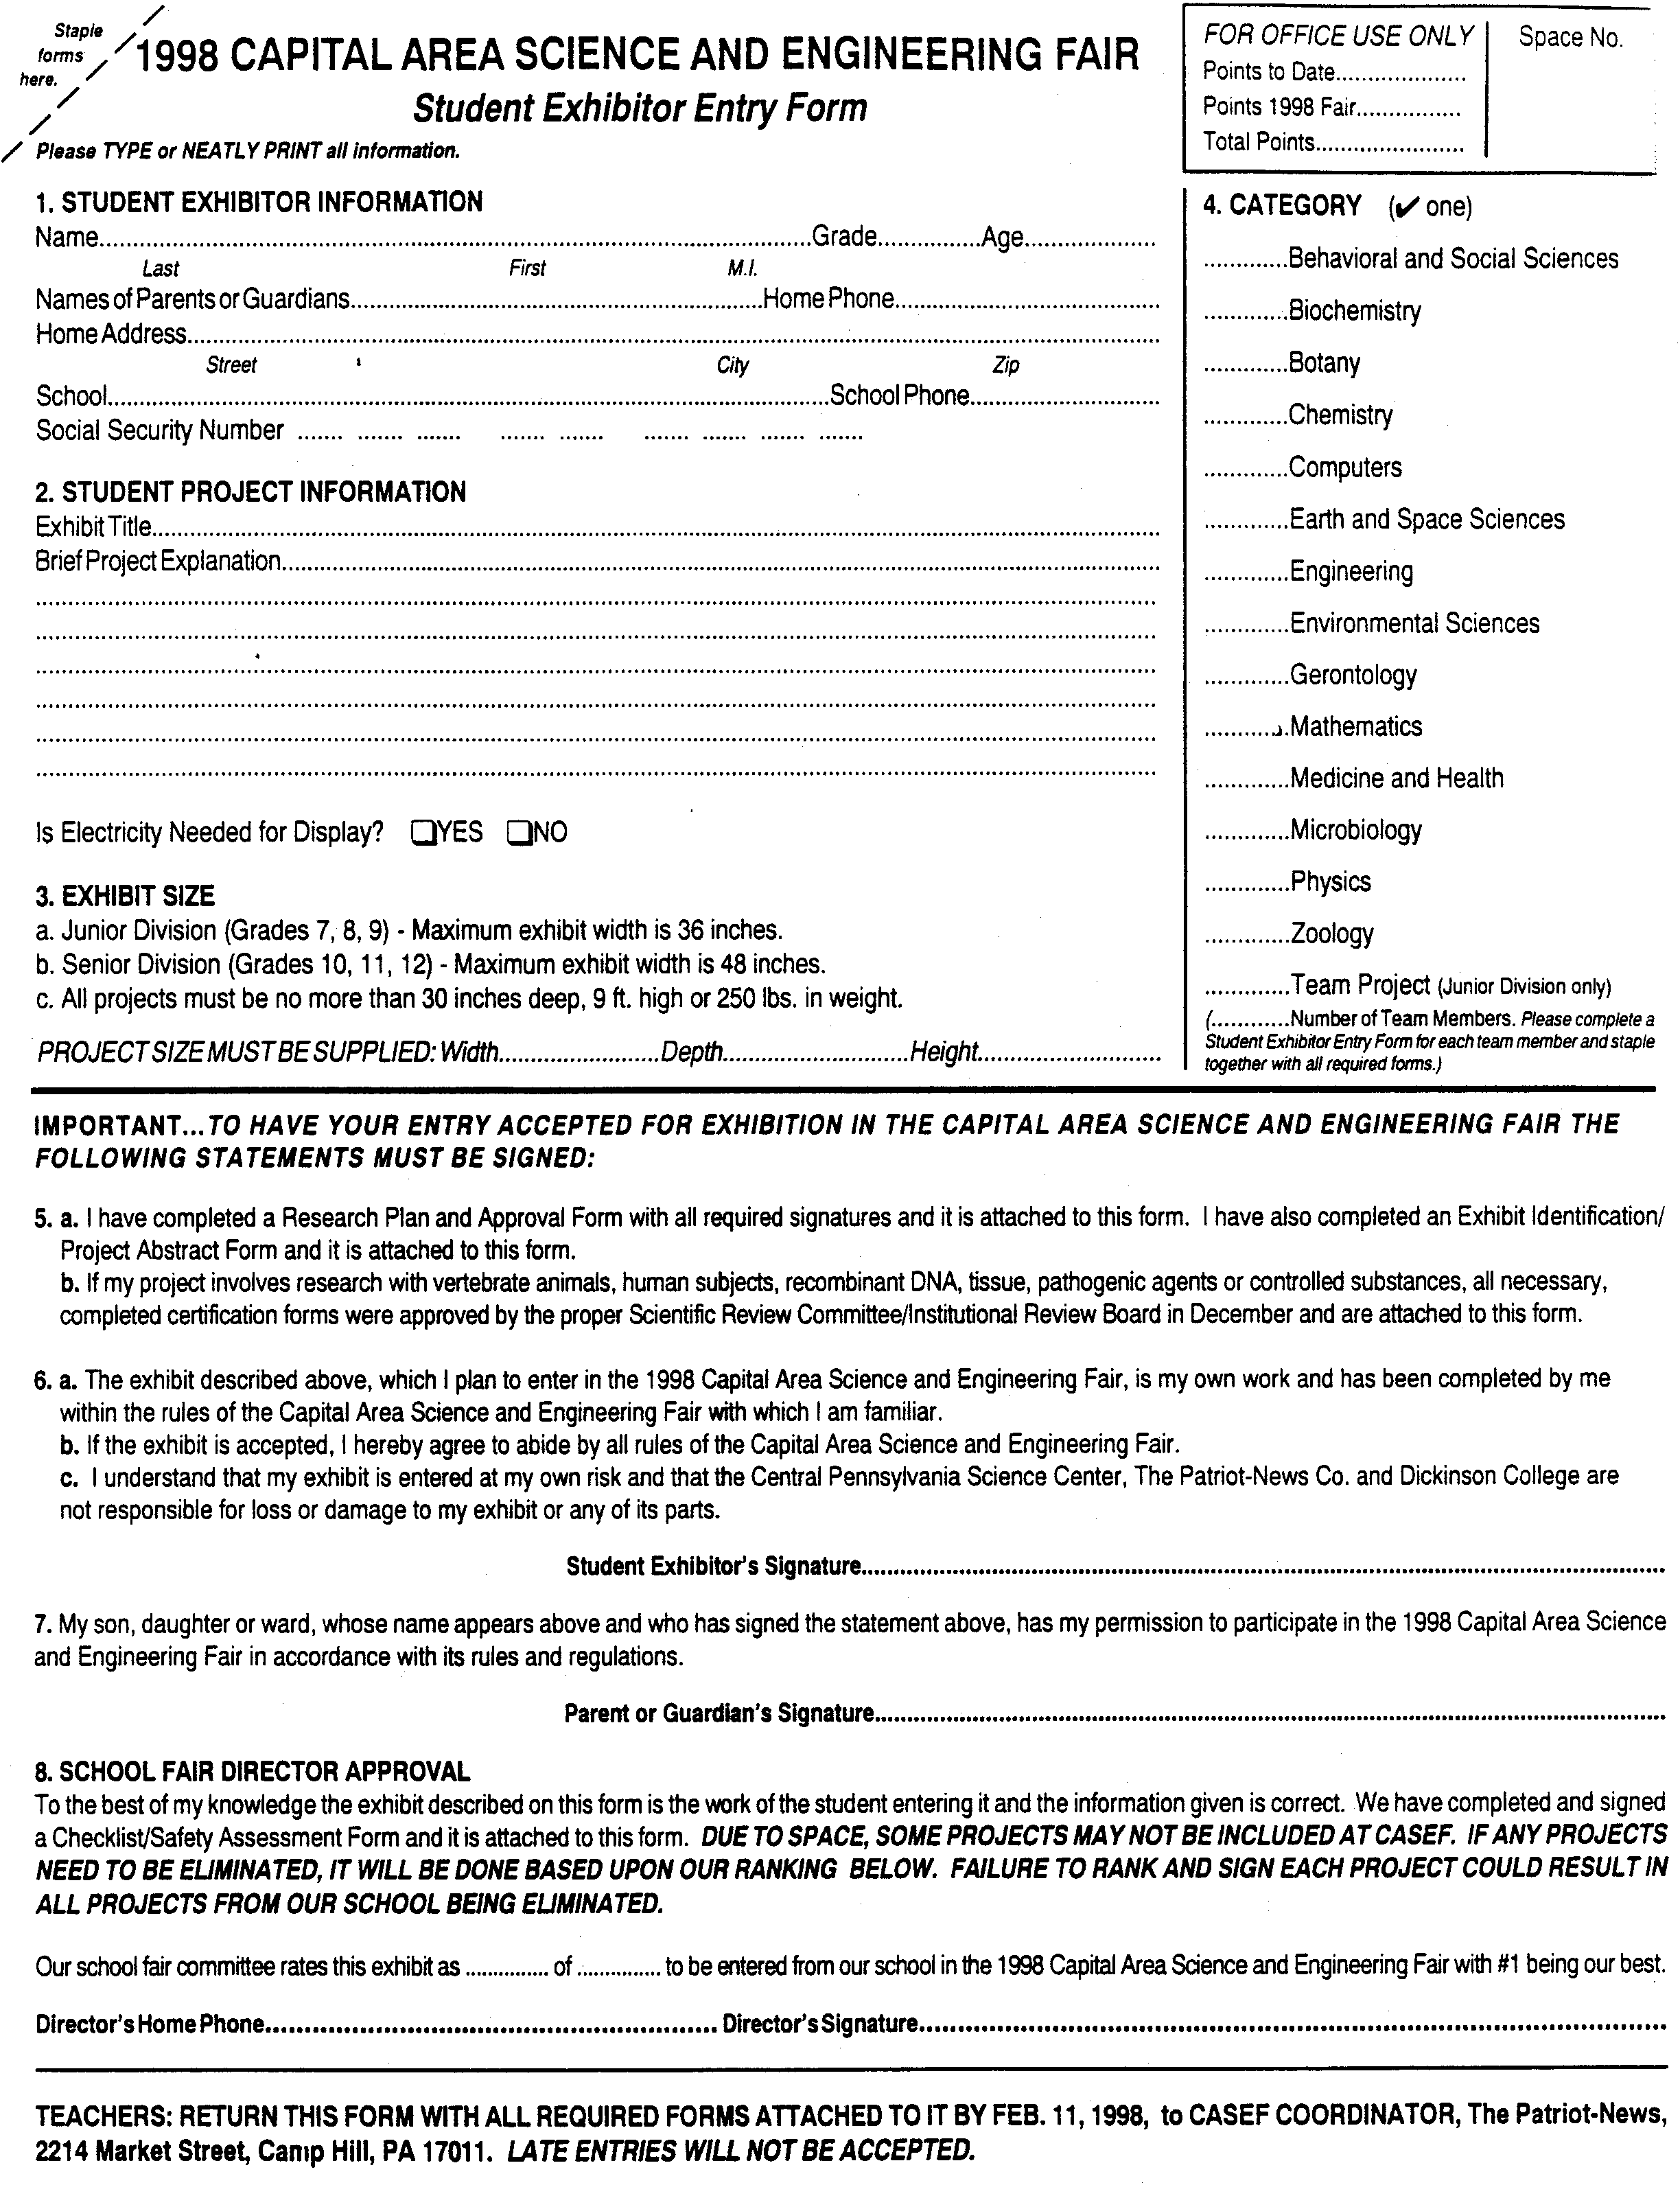 Staple
forms
here.
1998 CAPITAL AREA SCIENCE AND ENGINEERING FAIR
Student Exhibitor Entry Form
Please TYPE or NEATLY PRINT all information.
FOR OFFICE USE ONLY
Points to Date.....................
Points 1998 Fair.................
Total Points........................
Space No.
1. STUDENT EXHIBITOR INFORMATION
Name....................Grade................Age.....................
Last First M.I.
Names of Parents or Guardians....................Home Phone....................
Home Address....................
Street City Zip
School....................School Phone....................
Social Security Number ....... ....... ....... ....... ....... ....... ....... ....... .......
2. STUDENT PROJECT INFORMATION
Exhibit Title....................
Brief Project Explanation....................
....................
....................
....................
....................
....................
....................
Is Electricity Needed for Display? ❏YES ❏NO
3. EXHIBIT SIZE
a. Junior Division (Grades 7, 8, 9) - Maximum exhibit width is 36 inches.
b. Senior Division (Grades 10, 11, 12) - Maximum exhibit width is 48 inches.
c. All projects must be no more than 30 inches deep, 9 ft. high or 250 lbs. in weight.
PROJECT SIZE MUST BE SUPPLIED: Width....................Depth....................Height....................
4. CATEGORY (✔ one)
.............Behavioral and Social Sciences
.............Biochemistry
.............Botany
.............Chemistry
.............Computers
.............Earth and Space Sciences
.............Engineering
.............Environmental Sciences
.............Gerontology
.............Mathematics
.............Medicine and Health
.............Microbiology
.............Physics
.............Zoology
.............Team Project (Junior Division only)
(............Number of Team Members. Please complete a
Student Exhibitor Entry Form for each team member and staple
together with all required forms.)
IMPORTANT...TO HAVE YOUR ENTRY ACCEPTED FOR EXHIBITION IN THE CAPITAL AREA SCIENCE AND ENGINEERING FAIR THE
FOLLOWING STATEMENTS MUST BE SIGNED:
5. a. I have completed a Research Plan and Approval Form with all required signatures and it is attached to this form. I have also completed an Exhibit Identification/
Project Abstract Form and it is attached to this form.
b. If my project involves research with vertebrate animals, human subjects, recombinant DNA, tissue, pathogenic agents or controlled substances, all necessary,
completed certification forms were approved by the proper Scientific Review Committee/Institutional Review Board in December and are attached to this form.
6. a. The exhibit described above, which I plan to enter in the 1998 Capital Area Science and Engineering Fair, is my own work and has been completed by me
within the rules of the Capital Area Science and Engineering Fair with which I am familiar.
b. If the exhibit is accepted, I hereby agree to abide by all rules of the Capital Area Science and Engineering Fair.
c. I understand that my exhibit is entered at my own risk and that the Central Pennsylvania Science Center, The Patriot-News Co. and Dickinson College are
not responsible for loss or damage to my exhibit or any of its parts.
Student Exhibitor's Signature....................
7. My son, daughter or ward, whose name appears above and who has signed the statement above, has my permission to participate in the 1998 Capital Area Science
and Engineering Fair in accordance with its rules and regulations.
Parent or Guardian's Signature....................
8. SCHOOL FAIR DIRECTOR APPROVAL
To the best of my knowledge the exhibit described on this form is the work of the student entering it and the information given is correct. We have completed and signed
a Checklist/Safety Assessment Form and it is attached to this form. DUE TO SPACE, SOME PROJECTS MAY NOT BE INCLUDED AT CASEF. IF ANY PROJECTS
NEED TO BE ELIMINATED, IT WILL BE DONE BASED UPON OUR RANKING BELOW. FAILURE TO RANK AND SIGN EACH PROJECT COULD RESULT IN
ALL PROJECTS FROM OUR SCHOOL BEING ELIMINATED.
Our school fair committee rates this exhibit as .............. of .............. to be entered from our school in the 1998 Capital Area Science and Engineering Fair with #1 being our best.
Director's Home Phone.................... Director's Signature....................
TEACHERS: RETURN THIS FORM WITH ALL REQUIRED FORMS ATTACHED TO IT BY FEB. 11, 1998, to CASEF COORDINATOR, The Patriot-News,
2214 Market Street, Camp Hill, PA 17011. LATE ENTRIES WILL NOT BE ACCEPTED.